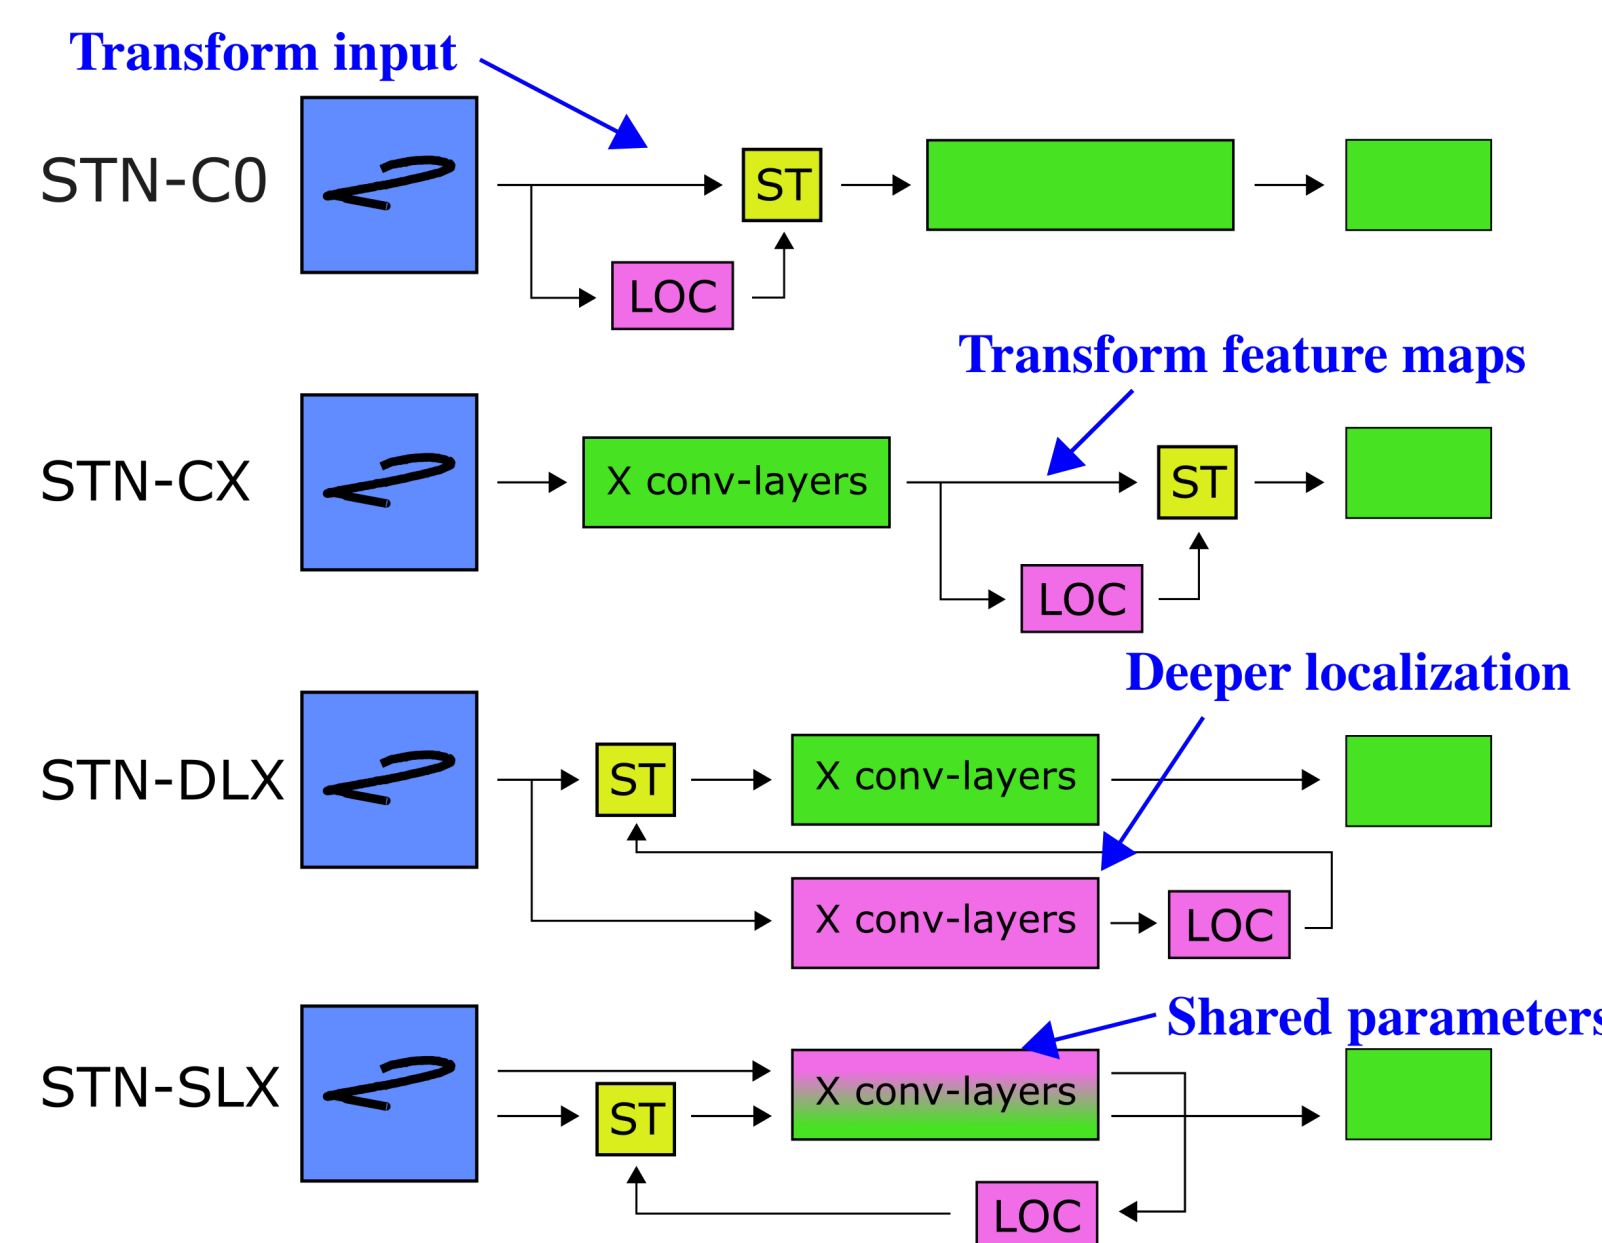 Transform input
STN-C0
ST
LOC
Transform feature maps
STN-CX
X conv-layers
ST
LOC
Deeper localization
STN-DLX
ST
X conv-layers
X conv-layers
LOC
Shared parameters
STN-SLX
ST
X conv-layers
LOC